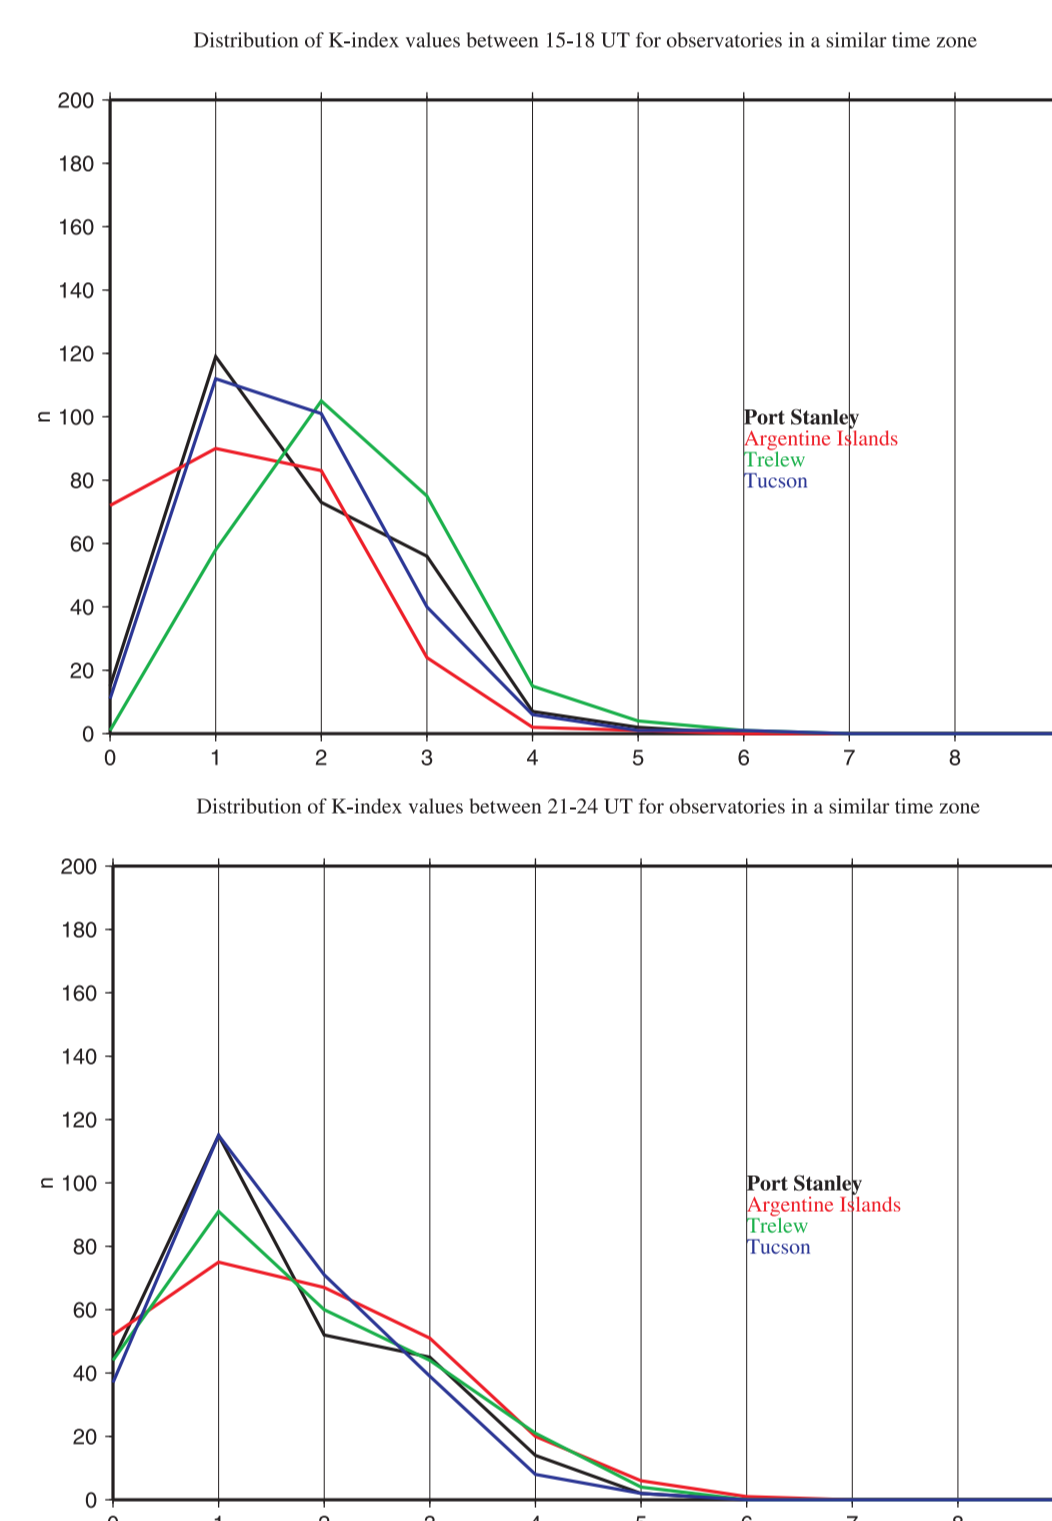 Distribution of K-index values between 15-18 UT for observatories in a similar time zone
200
180
160
140
120
n 100
80
60
40
20
0
Port Stanley
Argentine Islands
Trelew
Tucson
0 1 2 3 4 5 6 7 8
Distribution of K-index values between 21-24 UT for observatories in a similar time zone
200
180
160
140
120
n 100
80
60
40
20
0
Port Stanley
Argentine Islands
Trelew
Tucson